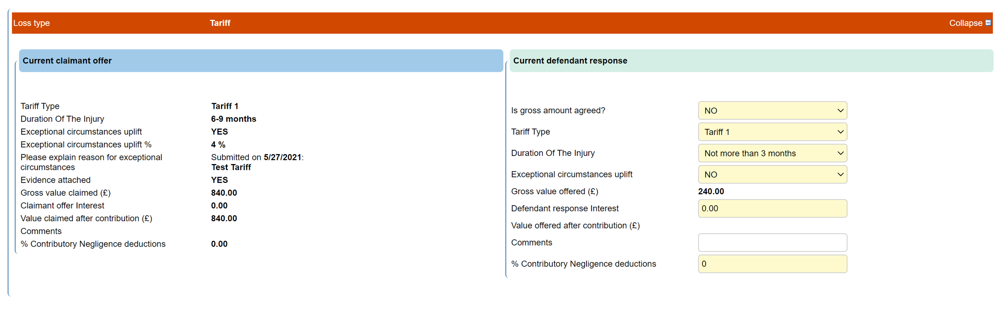 Loss type Tariff Collapse
Current claimant offer
Tariff Type Tariff 1
Duration Of The Injury 6-9 months
Exceptional circumstances uplift YES
Exceptional circumstances uplift % 4 %
Please explain reason for exceptional Submitted on 5/27/2021:
circumstances Test Tariff
Evidence attached YES
Gross value claimed (£) 840.00
Claimant offer Interest 0.00
Value claimed after contribution (£) 840.00
Comments
% Contributory Negligence deductions 0.00
Current defendant response
Is gross amount agreed? NO
Tariff Type Tariff 1
Duration Of The Injury Not more than 3 months
Exceptional circumstances uplift NO
Gross value offered (£) 240.00
Defendant response Interest 0.00
Value offered after contribution (£)
Comments
% Contributory Negligence deductions 0